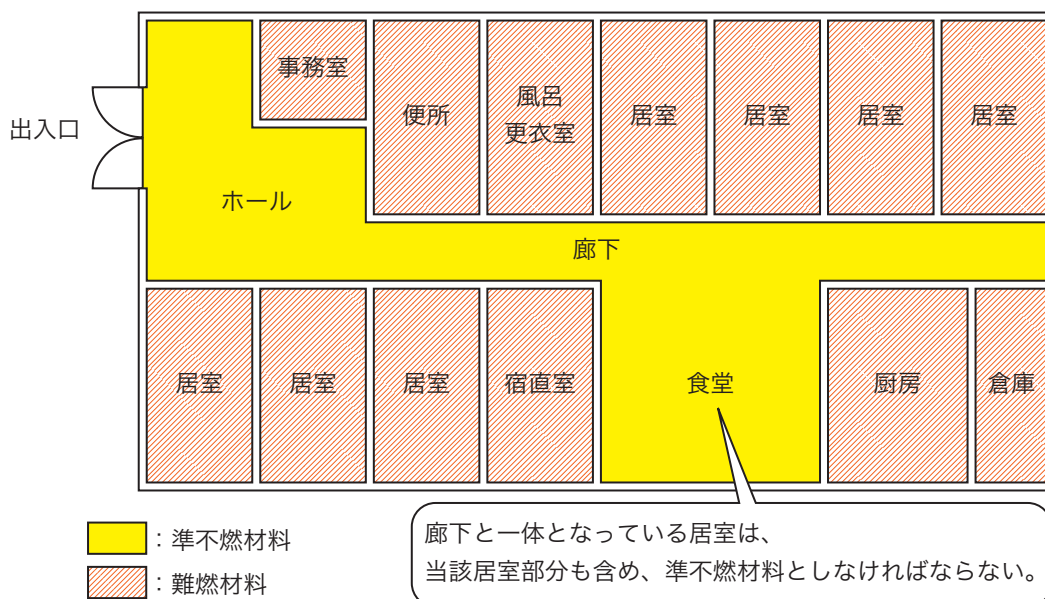 事務室
便所
風呂
更衣室
居室
居室
居室
居室
出入口
ホール
廊下
居室
居室
居室
宿直室
食堂
厨房
倉庫
：準不燃材料
：難燃材料
廊下と一体となっている居室は、
当該居室部分も含め、準不燃材料としなければならない。